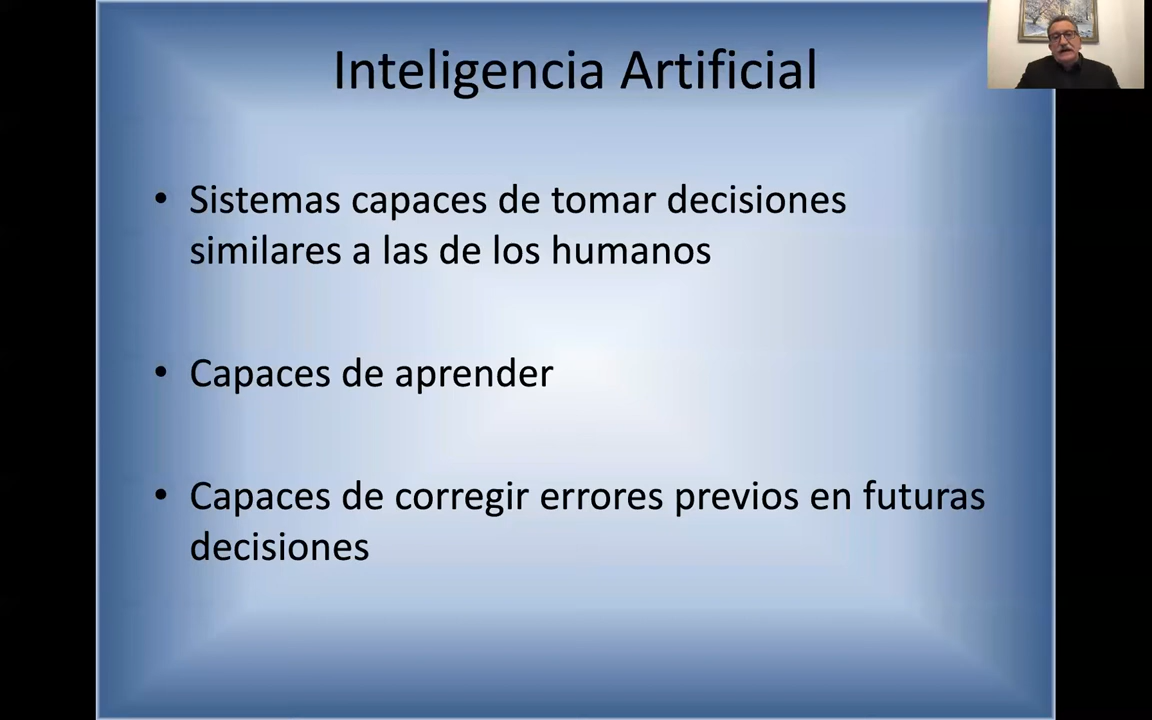 Inteligencia Artificial
• Sistemas capaces de tomar decisiones
similares a las de los humanos
• Capaces de aprender
• Capaces de corregir errores previos en futuras
decisiones